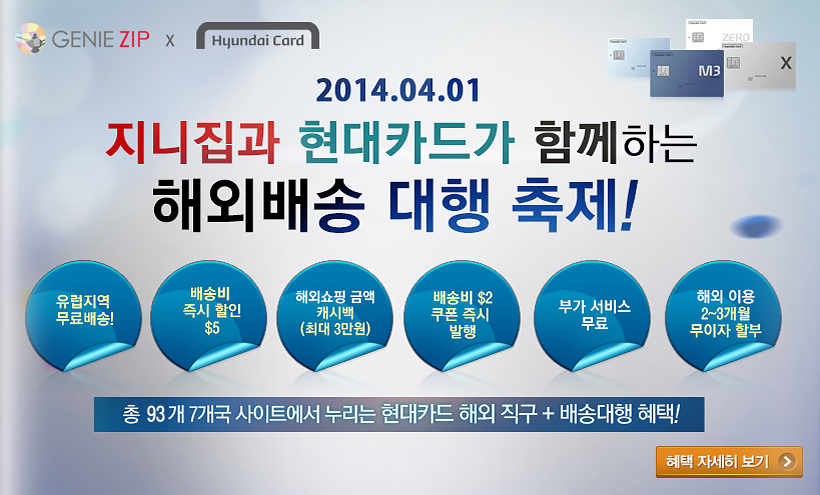 GENIE ZIP x Hyundai Card
ZERO
M3
X
2014.04.01
지니집과 현대카드가 함께하는
해외배송 대행 축제!
유럽지역
무료배송!
배송비
즉시 할인
$5
해외쇼핑 금액
캐시백
(최대 3만원)
배송비 $2
쿠폰 즉시
발행
부가 서비스
무료
해외 이용
2~3개월
무이자 할부
총 93개 7개국 사이트에서 누리는 현대카드 해외 직구 + 배송대행 혜택!
혜택 자세히 보기